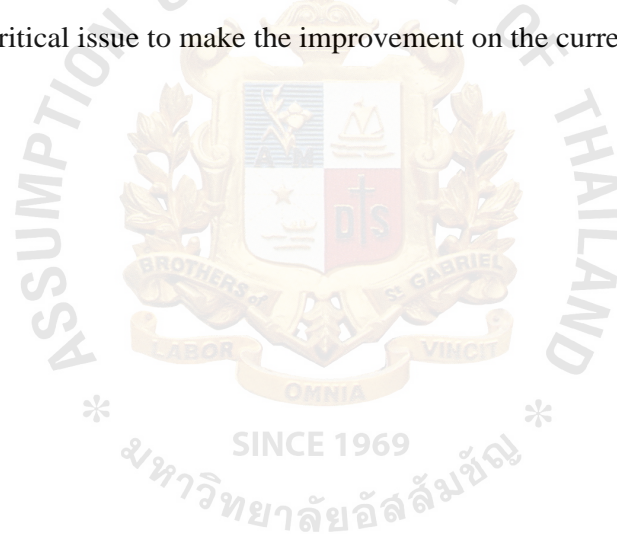 ritical issue to make the improvement on the curre
ASSUMPTION
OF THAILAND
A M
D S
BROTHERS of St GABRIEL
LABOR
OMNIA
VINCIT
SINCE 1969
มหาวิทยาลัยอัสสัมชัญ